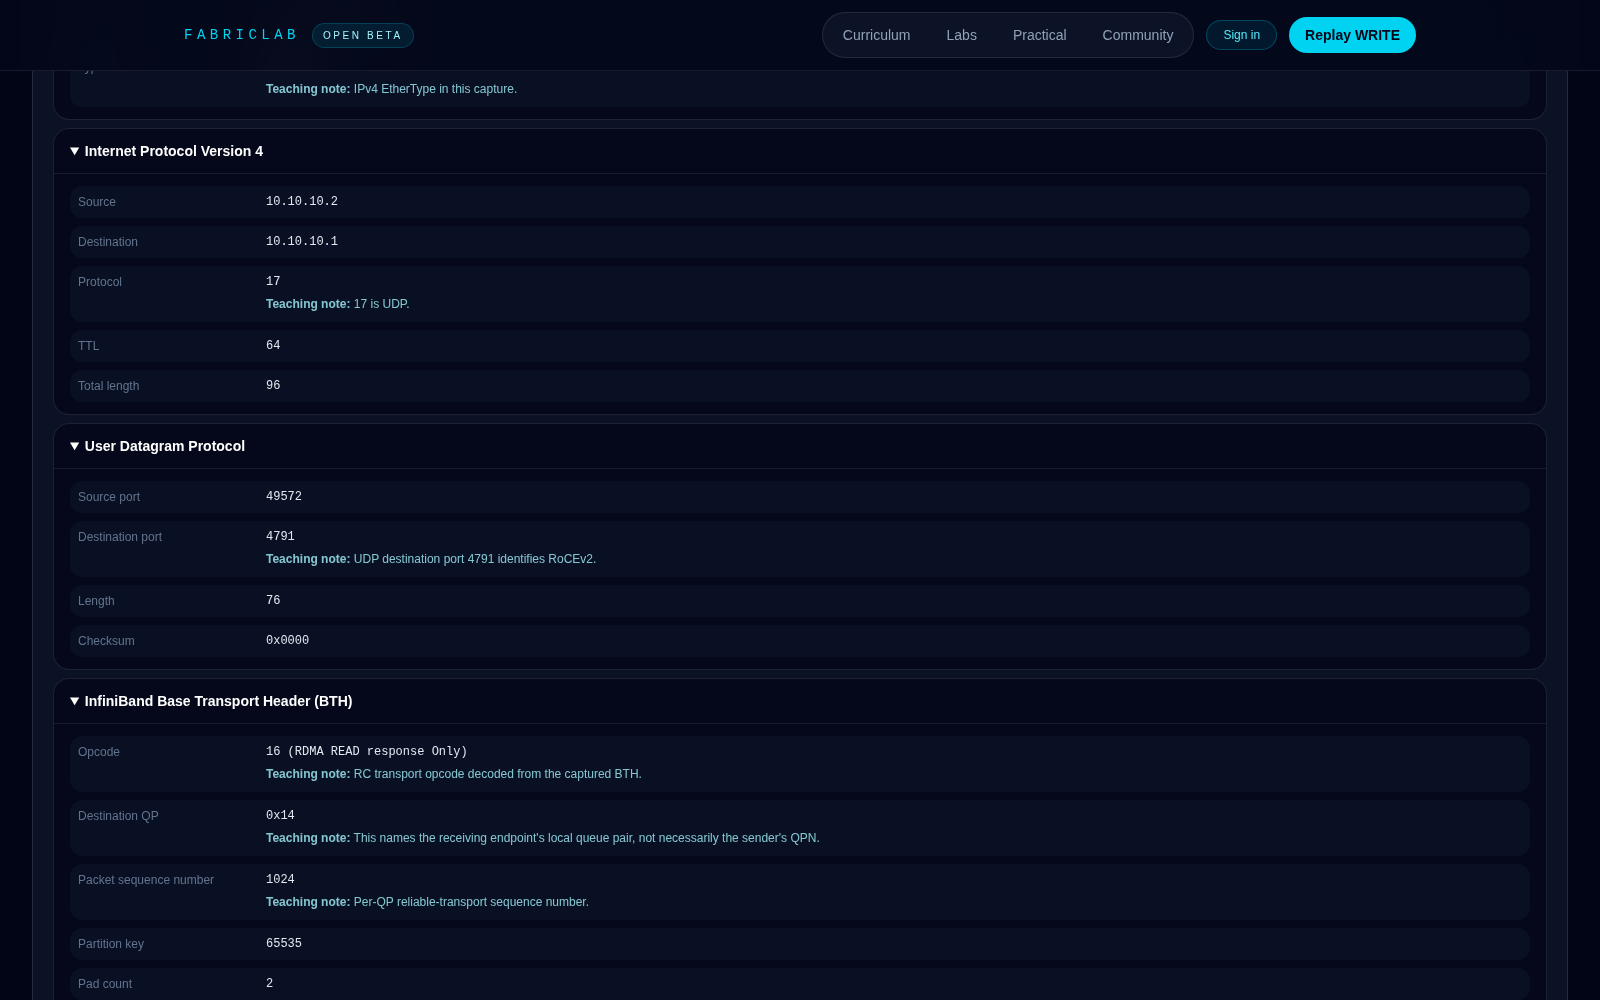 FABRICLAB
OPEN BETA
Curriculum
Labs
Practical
Community
Sign in
Replay WRITE
Teaching note: IPv4 EtherType in this capture.
▼ Internet Protocol Version 4
Source 10.10.10.2
Destination 10.10.10.1
Protocol 17
Teaching note: 17 is UDP.
TTL 64
Total length 96
▼ User Datagram Protocol
Source port 49572
Destination port 4791
Teaching note: UDP destination port 4791 identifies RoCEv2.
Length 76
Checksum 0x0000
▼ InfiniBand Base Transport Header (BTH)
Opcode 16 (RDMA READ response Only)
Teaching note: RC transport opcode decoded from the captured BTH.
Destination QP 0x14
Teaching note: This names the receiving endpoint's local queue pair, not necessarily the sender's QPN.
Packet sequence number 1024
Teaching note: Per-QP reliable-transport sequence number.
Partition key 65535
Pad count 2